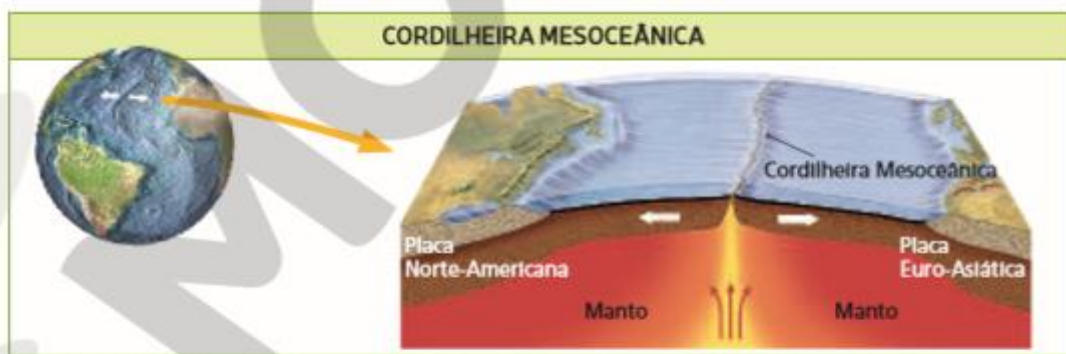 CORDILHEIRA MESOCEÂNICA
Cordilheira Mesoceânica
Placa
Norte-Americana
Placa
Euro-Asiática
Manto
Manto